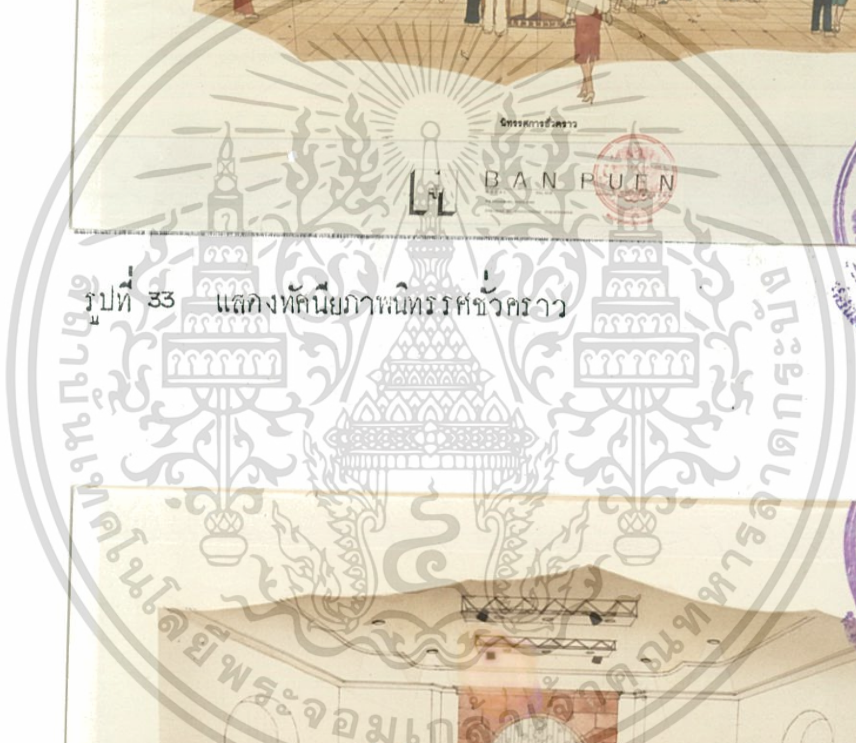 นิทรรศการชั่วคราว
BAN PUEN
รูปที่ 33 แสดงทัศนียภาพนิทรรศชั่วคราว
สถาบันเทคโนโลยีพระจอมเกล้าเจ้าคุณทหารลาดกระบัง